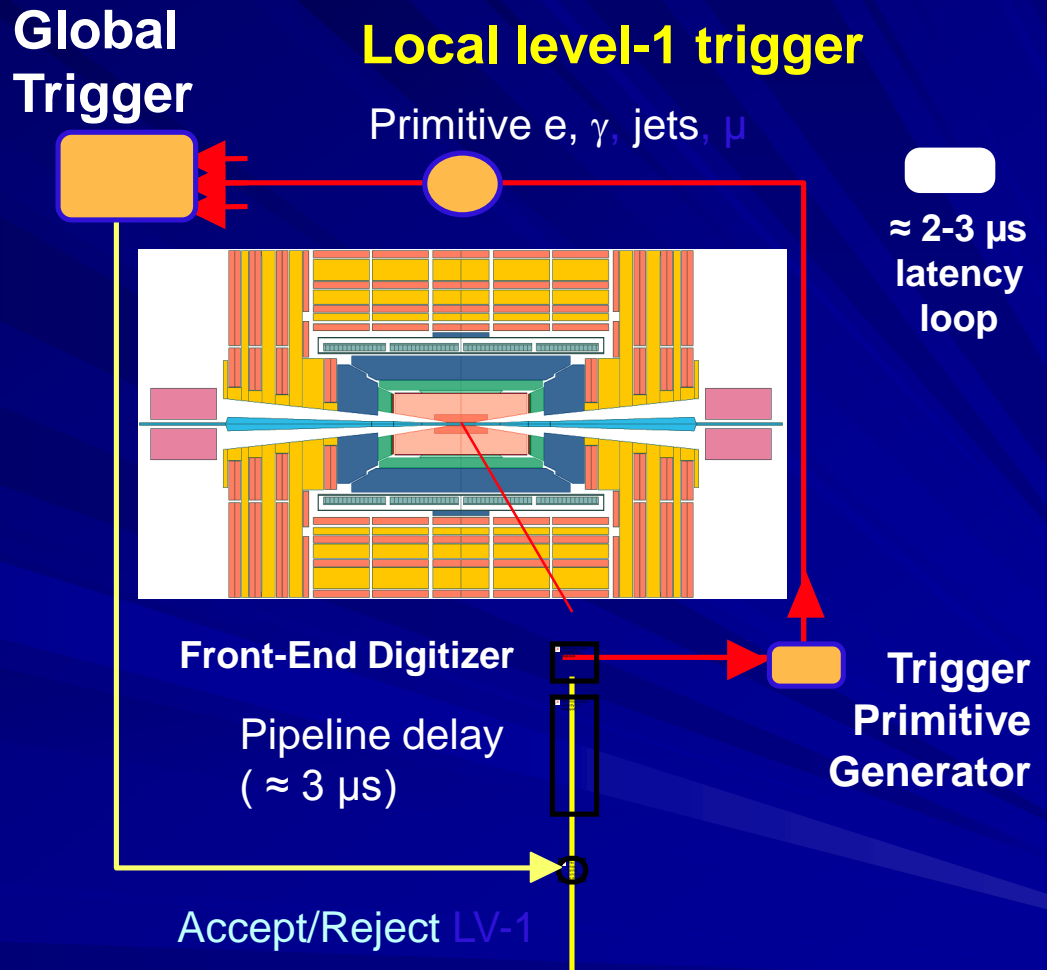 Global
Trigger
Local level-1 trigger
Primitive e, γ, jets, μ
≈ 2-3 µs
latency
loop
Front-End Digitizer
Trigger
Primitive
Generator
Pipeline delay
( ≈ 3 µs)
Accept/Reject LV-1